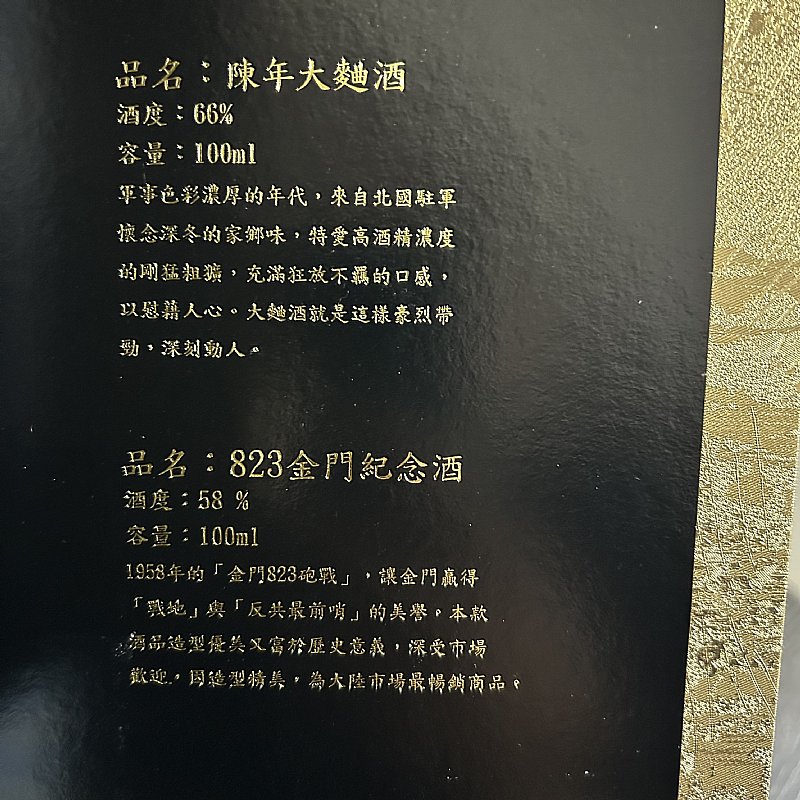 品名：陳年大麯酒
酒度：66%
容量：100ml
軍事色彩濃厚的年代，來自北國駐軍
懷念深冬的家鄉味，特愛高酒精濃度
的剛猛粗獷，充滿狂放不羈的口感，
以慰藉人心。大麯酒就是這樣豪烈帶
勁，深刻動人。
品名：823金門紀念酒
酒度：58 %
容量：100ml
1958年的「金門823砲戰」，讓金門贏得
「戰地」與「反共最前哨」的美譽。本款
酒品造型優美又富於歷史意義，深受市場
歡迎。因造型精美，為大陸市場最暢銷商品。